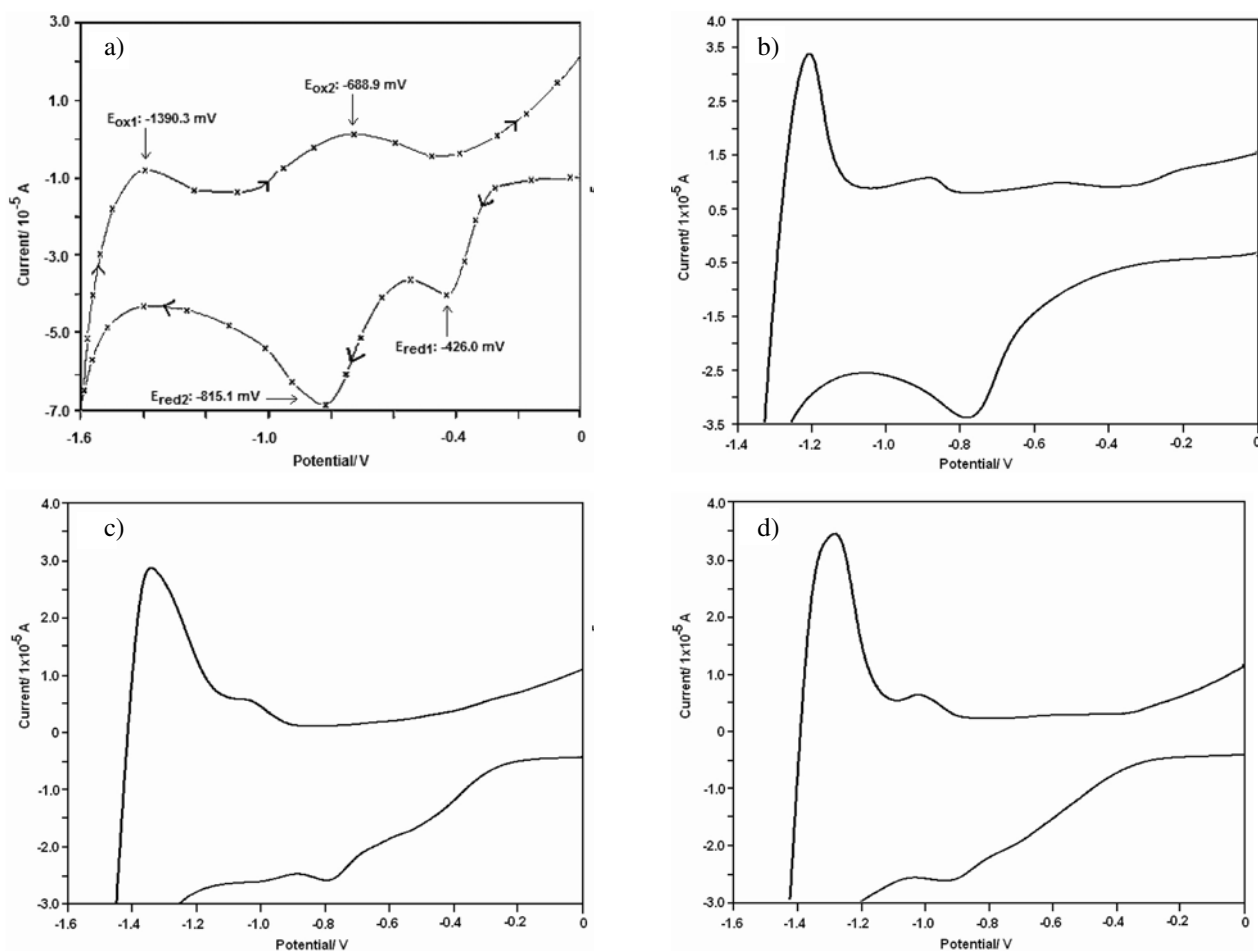 a)
3.0
1.0
-1.0
-3.0
-5.0
-7.0
Current/ 10⁻⁵ A
Eox1: -1390.3 mV
Eox2: -688.9 mV
Ered1: -426.0 mV
Ered2: -815.1 mV
-1.6 -1.0 -0.4 0
Potential/ V
b)
4.0
3.5
2.5
1.5
0.5
-0.5
-1.5
-2.5
-3.5
Current/ 1x10⁻⁵ A
-1.4 -1.2 -1.0 -0.8 -0.6 -0.4 -0.2 0
Potential/ V
c)
4.0
3.0
2.0
1.0
0
-1.0
-2.0
-3.0
Current/ 1x10⁻⁵ A
-1.6 -1.4 -1.2 -1.0 -0.8 -0.6 -0.4 -0.2 0
Potential/ V
d)
4.0
3.0
2.0
1.0
0
-1.0
-2.0
-3.0
Current/ 1x10⁻⁵ A
-1.6 -1.4 -1.2 -1.0 -0.8 -0.6 -0.4 -0.2 0
Potential/ V